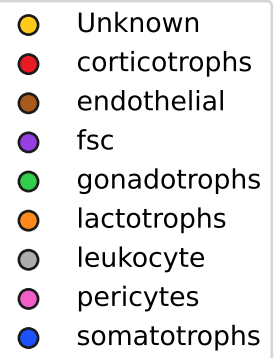 Unknown
corticotrophs
endothelial
fsc
gonadotrophs
lactotrophs
leukocyte
pericytes
somatotrophs